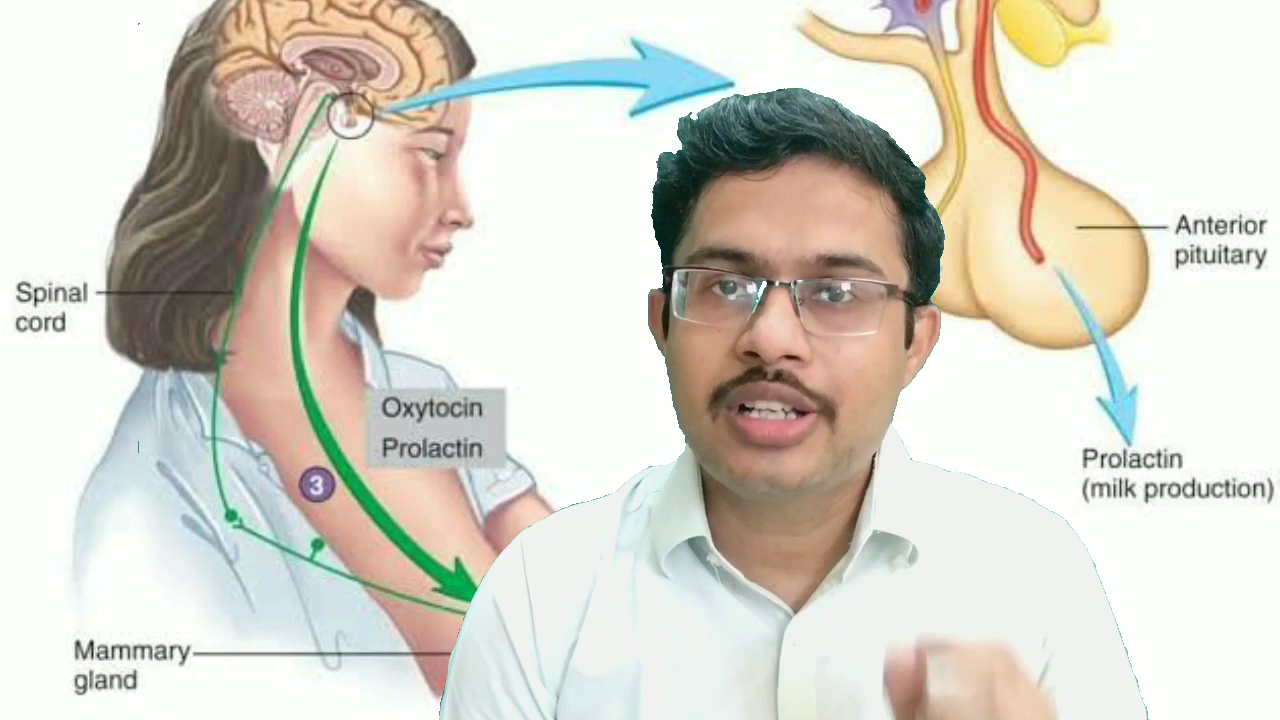 Spinal
cord
Oxytocin
Prolactin
3
Mammary
gland
Anterior
pituitary
Prolactin
(milk production)